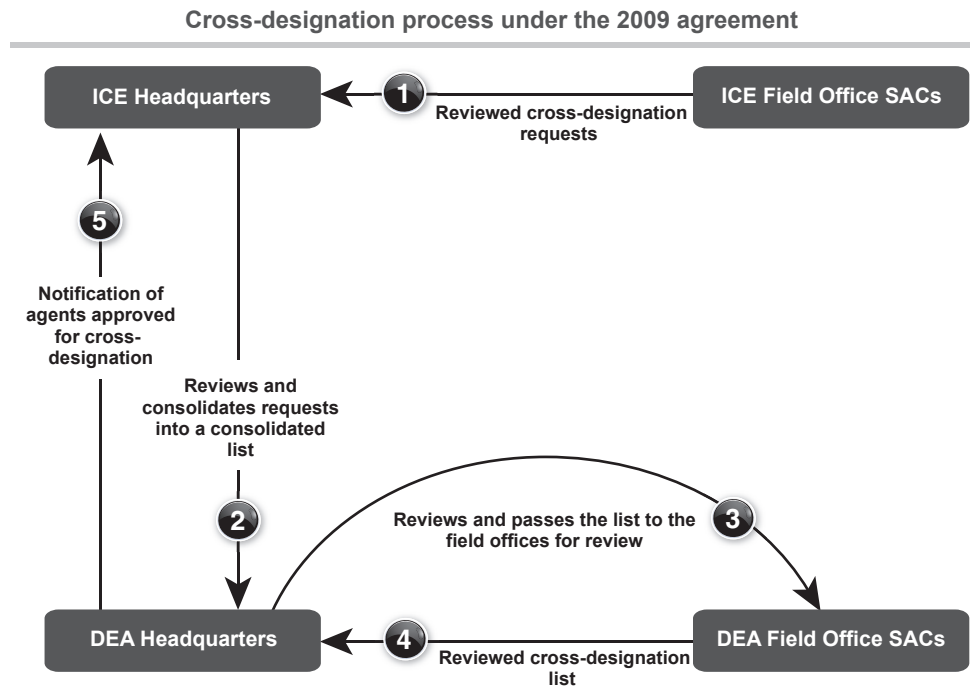 Cross-designation process under the 2009 agreement
ICE Headquarters
1
ICE Field Office SACs
Reviewed cross-designation
requests
5
Notification of
agents approved
for cross-
designation
Reviews and
consolidates requests
into a consolidated
list
2
Reviews and passes the list to the
field offices for review
3
DEA Headquarters
4
DEA Field Office SACs
Reviewed cross-designation
list